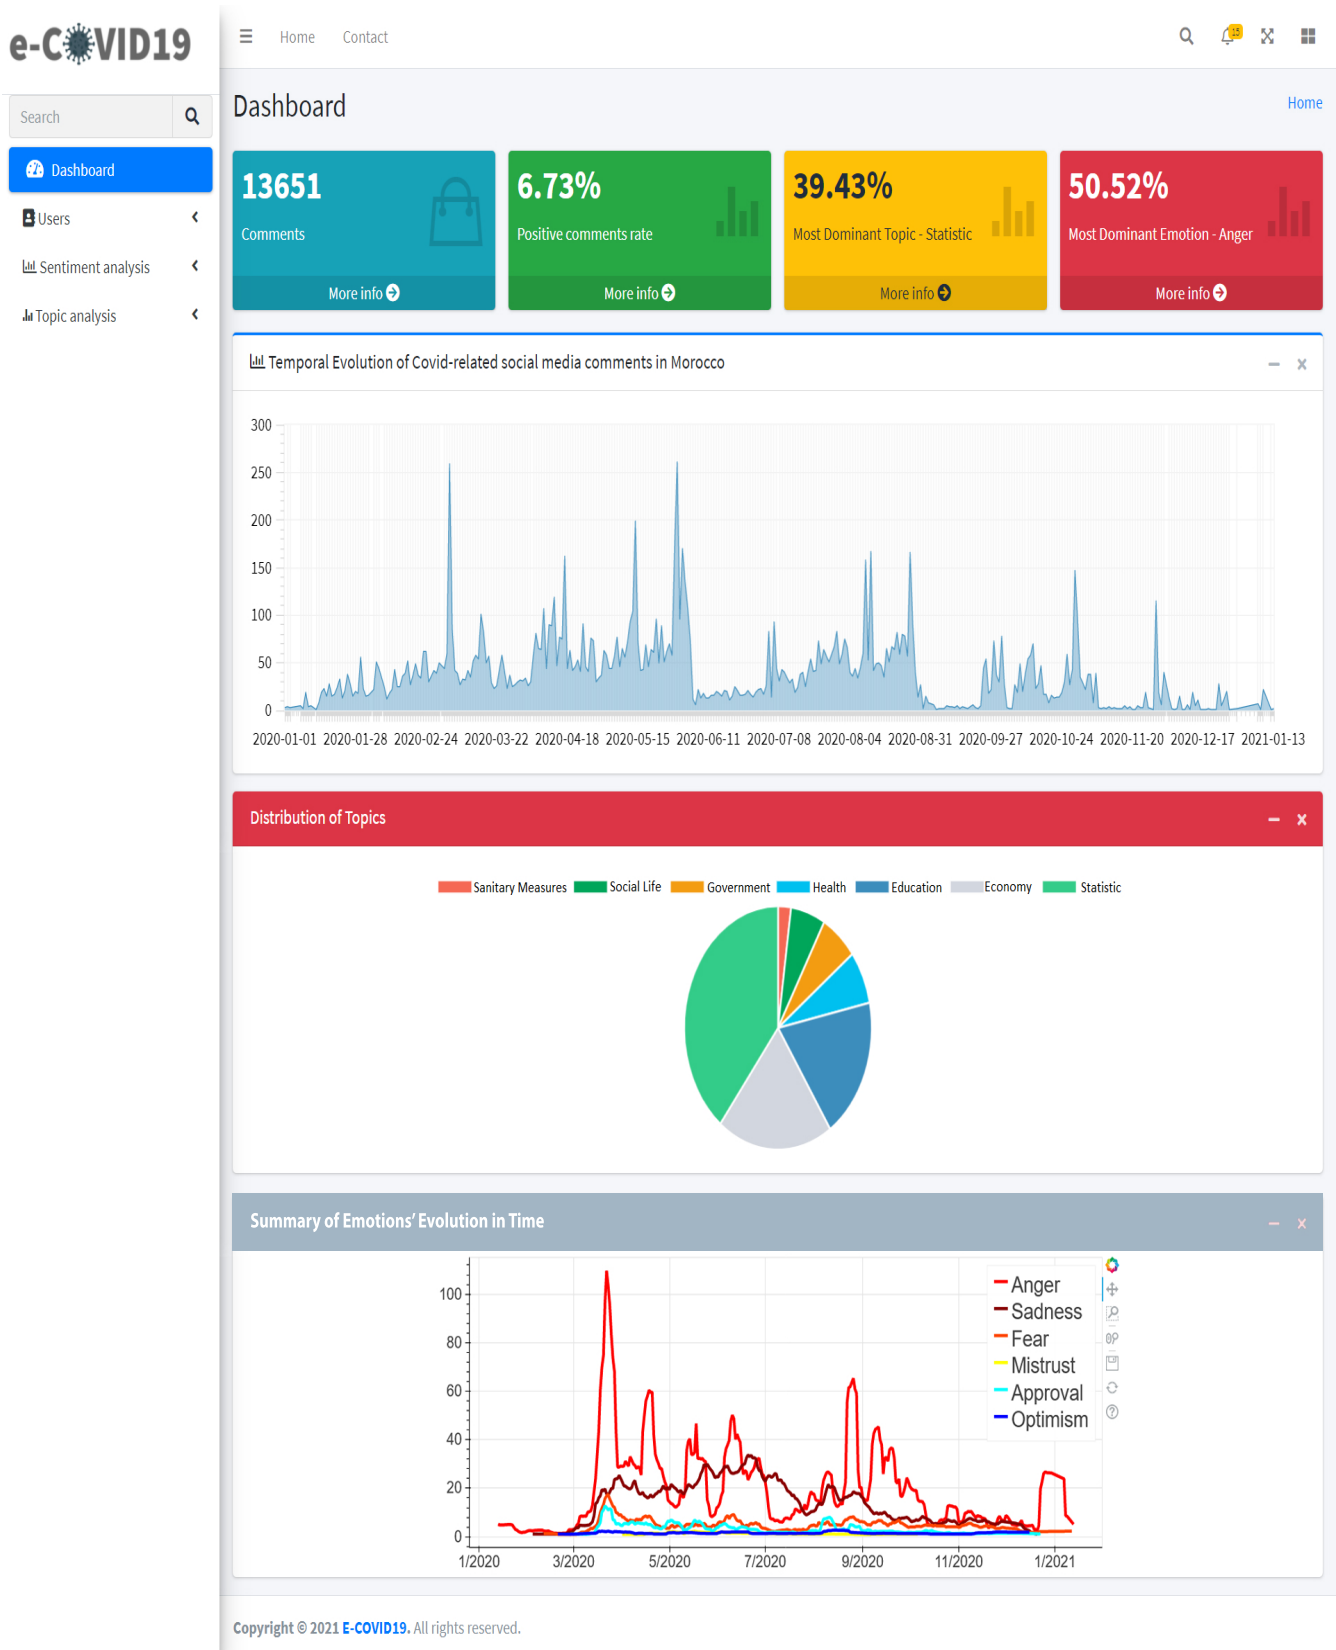 e-COVID19
Home Contact
15
Search
Dashboard
Users
Sentiment analysis
Topic analysis
Dashboard
Home
13651
Comments
More info
6.73%
Positive comments rate
More info
39.43%
Most Dominant Topic - Statistic
More info
50.52%
Most Dominant Emotion - Anger
More info
Temporal Evolution of Covid-related social media comments in Morocco
300
250
200
150
100
50
0
2020-01-01 2020-01-28 2020-02-24 2020-03-22 2020-04-18 2020-05-15 2020-06-11 2020-07-08 2020-08-04 2020-08-31 2020-09-27 2020-10-24 2020-11-20 2020-12-17 2021-01-13
Distribution of Topics
Sanitary Measures Social Life Government Health Education Economy Statistic
Summary of Emotions' Evolution in Time
100
80
60
40
20
0
1/2020 3/2020 5/2020 7/2020 9/2020 11/2020 1/2021
Anger
Sadness
Fear
Mistrust
Approval
Optimism
Copyright © 2021 E-COVID19. All rights reserved.